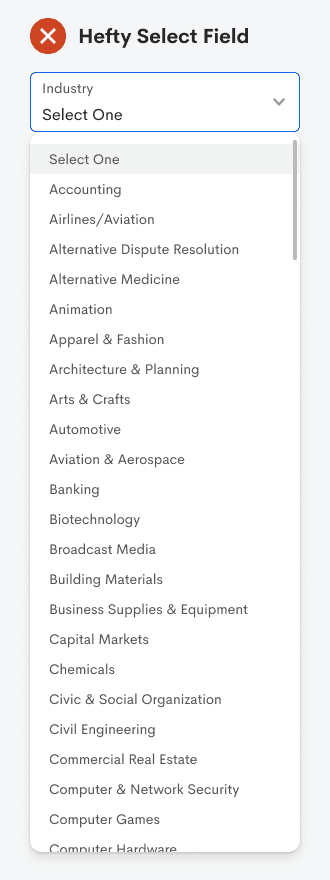 Hefty Select Field
Industry
Select One
Select One
Accounting
Airlines/Aviation
Alternative Dispute Resolution
Alternative Medicine
Animation
Apparel & Fashion
Architecture & Planning
Arts & Crafts
Automotive
Aviation & Aerospace
Banking
Biotechnology
Broadcast Media
Building Materials
Business Supplies & Equipment
Capital Markets
Chemicals
Civic & Social Organization
Civil Engineering
Commercial Real Estate
Computer & Network Security
Computer Games
Computer Hardware